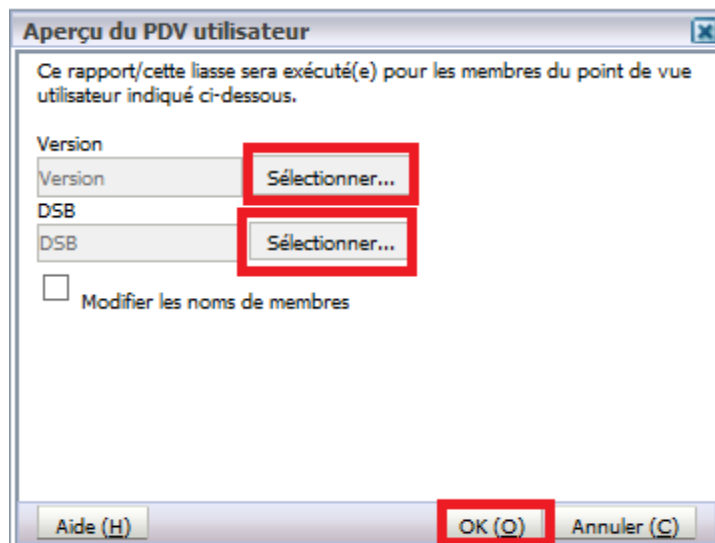 Aperçu du PDV utilisateur
Ce rapport/cette liasse sera exécuté(e) pour les membres du point de vue
utilisateur indiqué ci-dessous.
Version
Version Sélectionner...
DSB
DSB Sélectionner...
Modifier les noms de membres
Aide (H) OK (O) Annuler (C)